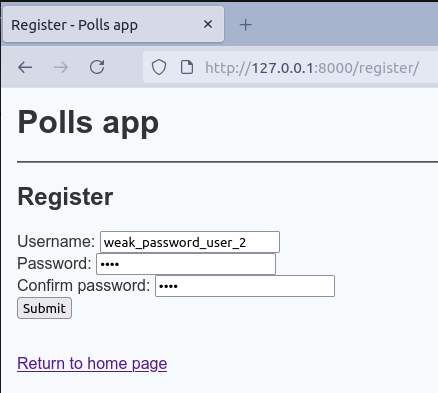 Register - Polls app
http://127.0.0.1:8000/register/
Polls app
Register
Username: weak_password_user_2
Password: ••••
Confirm password: ••••
Submit
Return to home page